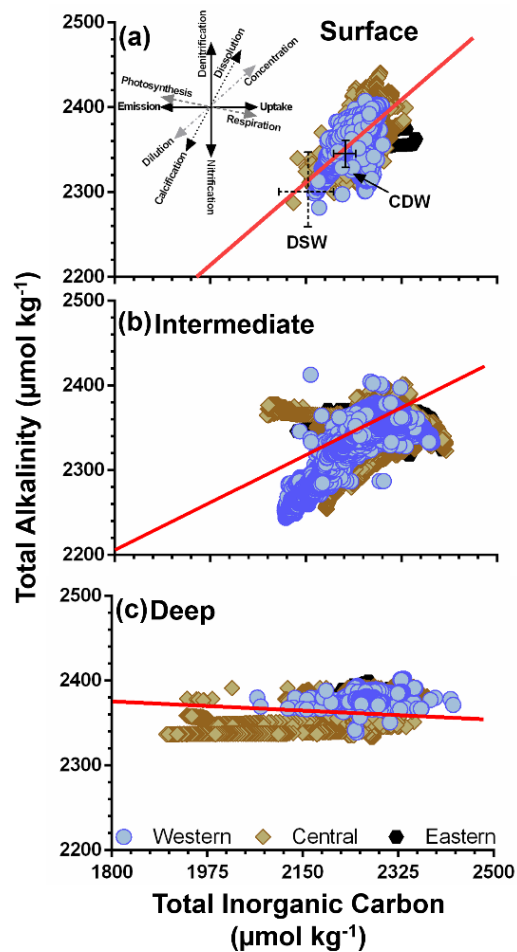 (a)
Surface
Denitrification
Dissolution
Concentration
Photosynthesis
Emission
Uptake
Respiration
Dilution
Calcification
Nitrification
CDW
DSW
2500
2400
2300
2200
(b) Intermediate
2500
2400
2300
2200
(c) Deep
2500
2400
2300
2200
Western
Central
Eastern
1800
1975
2150
2325
2500
Total Alkalinity (µmol kg⁻¹)
Total Inorganic Carbon
(µmol kg⁻¹)